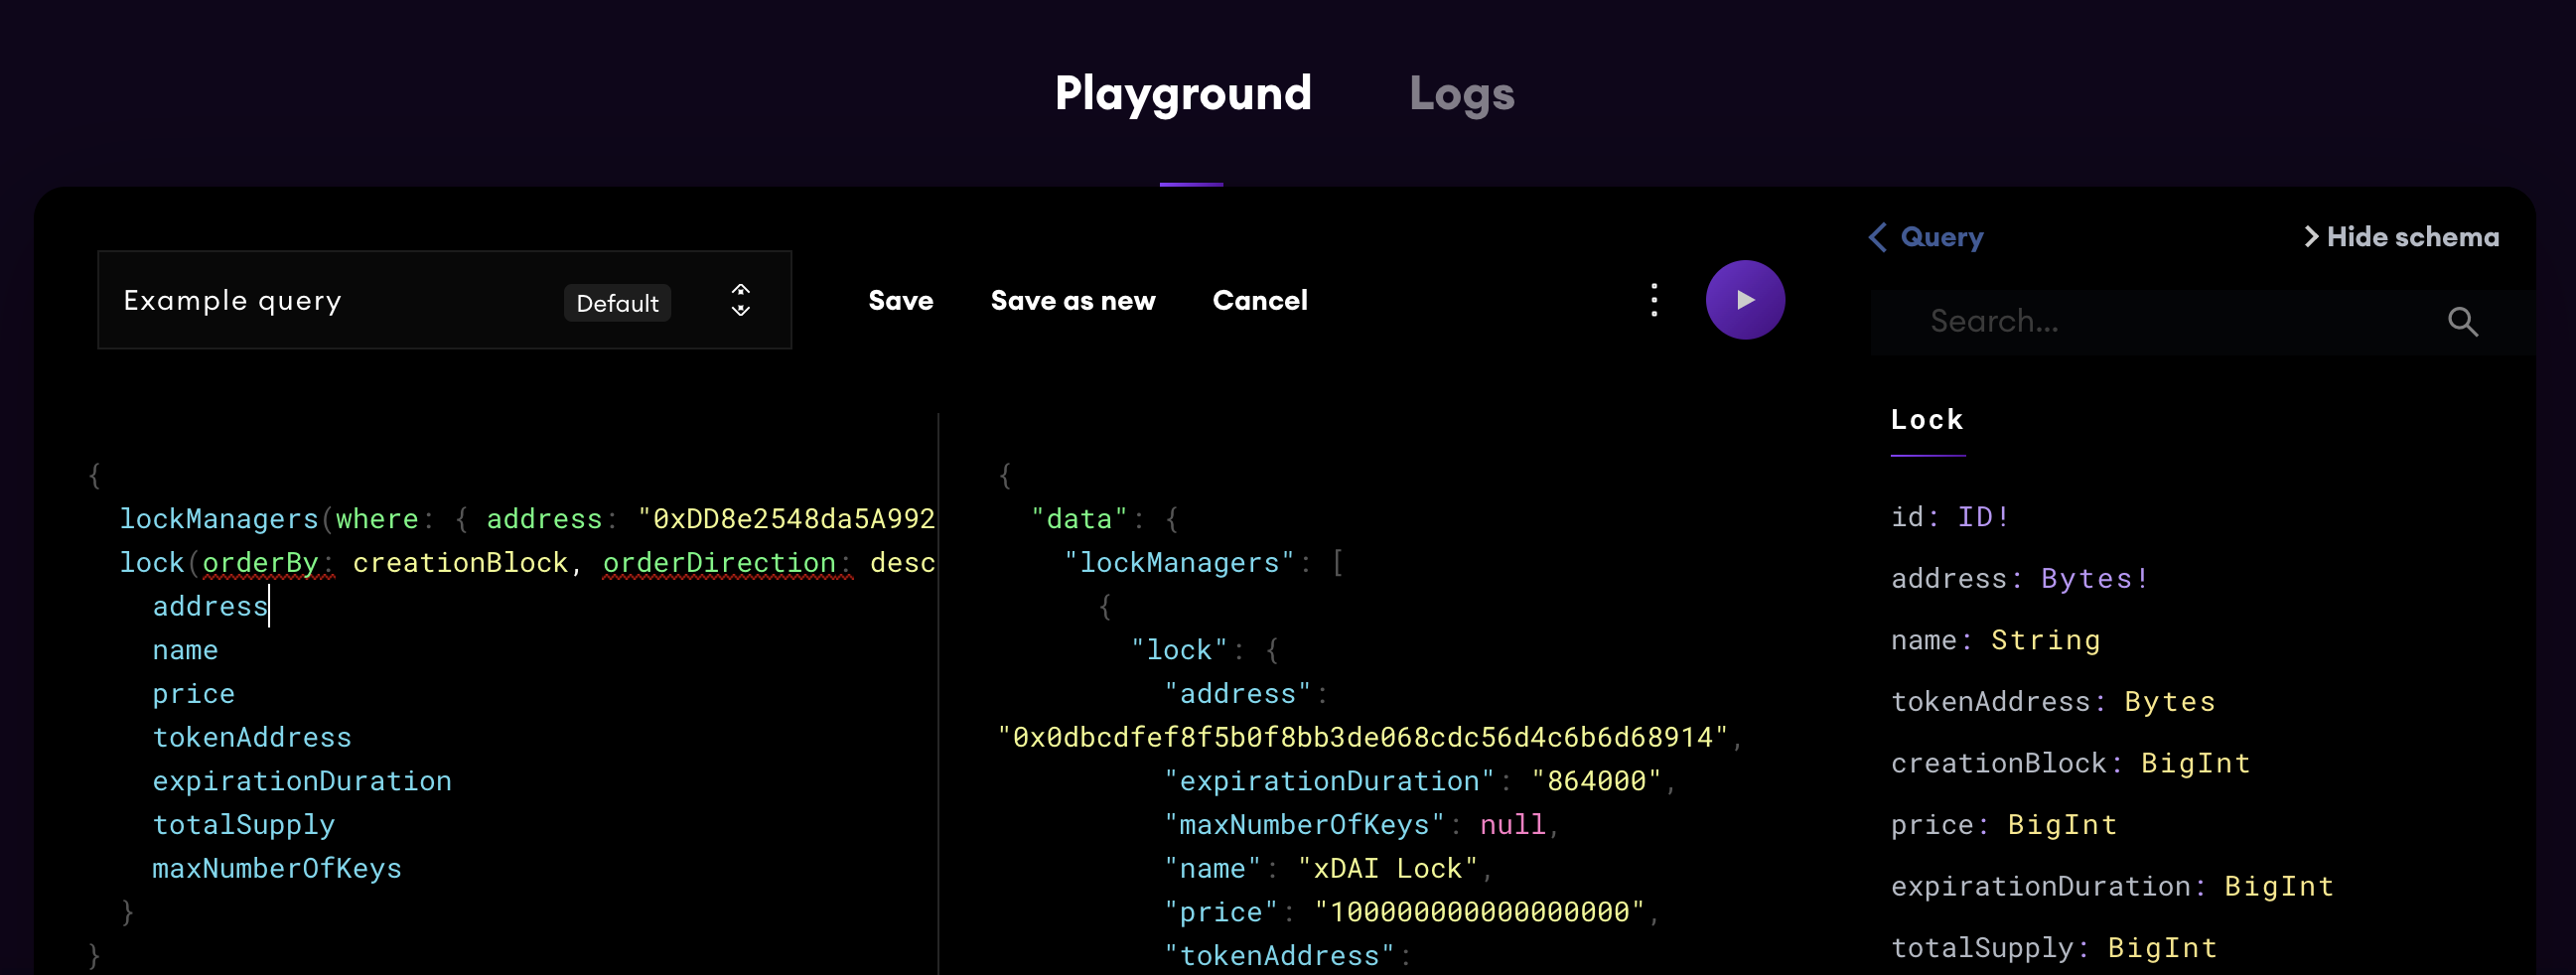 Playground Logs
Example query Default Save Save as new Cancel
{
lockManagers(where: { address: "0xDD8e2548da5A992
lock(orderBy: creationBlock, orderDirection: desc
address
name
price
tokenAddress
expirationDuration
totalSupply
maxNumberOfKeys
}
}
{
"data": {
"lockManagers": [
{
"lock": {
"address":
"0x0dbcdfef8f5b0f8bb3de068cdc56d4c6b6d68914",
"expirationDuration": "864000",
"maxNumberOfKeys": null,
"name": "xDAI Lock",
"price": "100000000000000000",
"tokenAddress":
Query Hide schema
Search...
Lock
id: ID!
address: Bytes!
name: String
tokenAddress: Bytes
creationBlock: BigInt
price: BigInt
expirationDuration: BigInt
totalSupply: BigInt